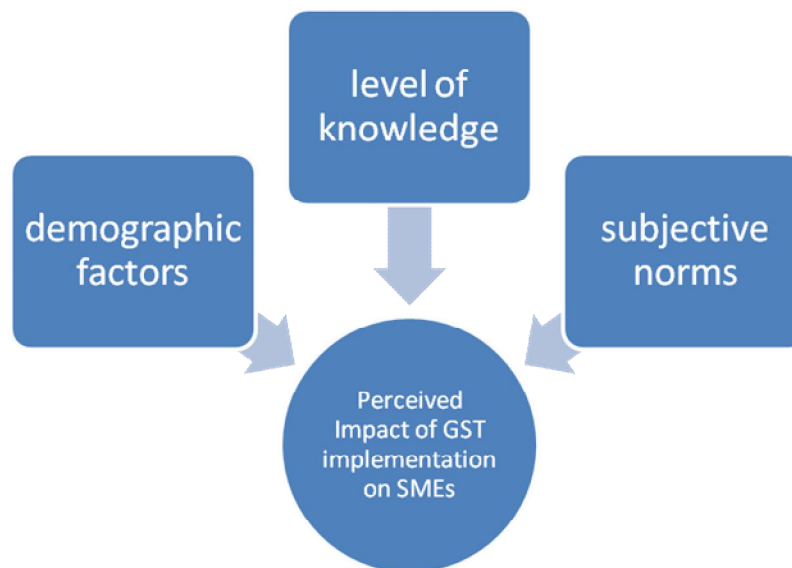 level of
knowledge
demographic
factors
subjective
norms
Perceived
Impact of GST
implementation
on SMEs